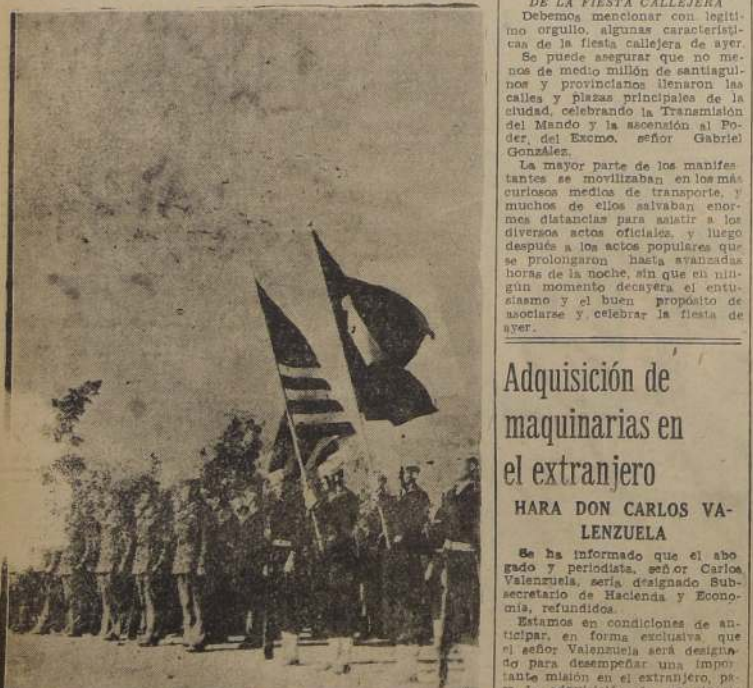 DE LA FIESTA CALLEJERA
Debemos mencionar con legíti-
mo orgullo, algunas característi-
cas de la fiesta callejera de ayer
Se puede asegurar que no me-
nos de medio millón de santiagui-
nos y provincianos llenaron las
calles y plazas principales de la
ciudad, celebrando la Transmisión
del Mando y la ascensión al Po-
der, del Excmo. señor Gabriel
González.
La mayor parte de los manifes
tantes se movilizaban en los más
curiosos medios de transporte, y
muchos de ellos salvaban enor-
mes distancias para asistir a los
diversos actos oficiales, y luego
después a los actos populares que
se prolongaron hasta avanzadas
horas de la noche, sin que en nin-
gún momento decayera el entu-
siasmo y el buen propósito de
asociarse y celebrar la fiesta de
ayer.
Adquisición de
maquinarias en
el extranjero
HARA DON CARLOS VA-
LENZUELA
Se ha informado que el abo
gado y periodista, señor Carlos
Valenzuela, sería designado Sub-
secretario de Hacienda y Econo-
mía, refundidos.
Estamos en condiciones de an-
ticipar, en forma exclusiva, que
el señor Valenzuela será designa-
do para desempeñar una impor
tante misión en el extranjero, pa-